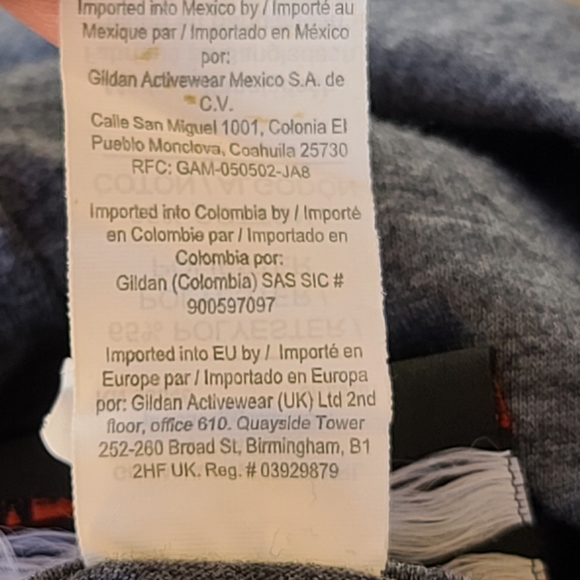 Imported into Mexico by / Importé au
Mexique par / Importado en México
por:
Gildan Activewear Mexico S.A. de
C.V.
Calle San Miguel 1001, Colonia El
Pueblo Monclova, Coahuila 25730
RFC: GAM-050502-JA8
Imported into Colombia by / Importé
en Colombie par / Importado en
Colombia por:
Gildan (Colombia) SAS SIC #
900597097
Imported into EU by / Importé en
Europe par / Importado en Europa
por: Gildan Activewear (UK) Ltd 2nd
floor, office 610. Quayside Tower
252-260 Broad St, Birmingham, B1
2HF UK. Reg. # 03929879